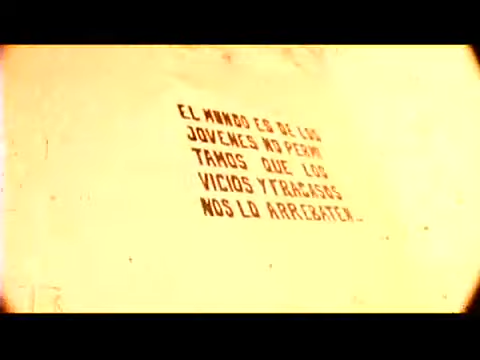 EL MUNDO ES DE LOS
JOVENES NO PERMI
TAMOS QUE LOS
VICIOS Y FRACASOS
NOS LO ARREBATEN...